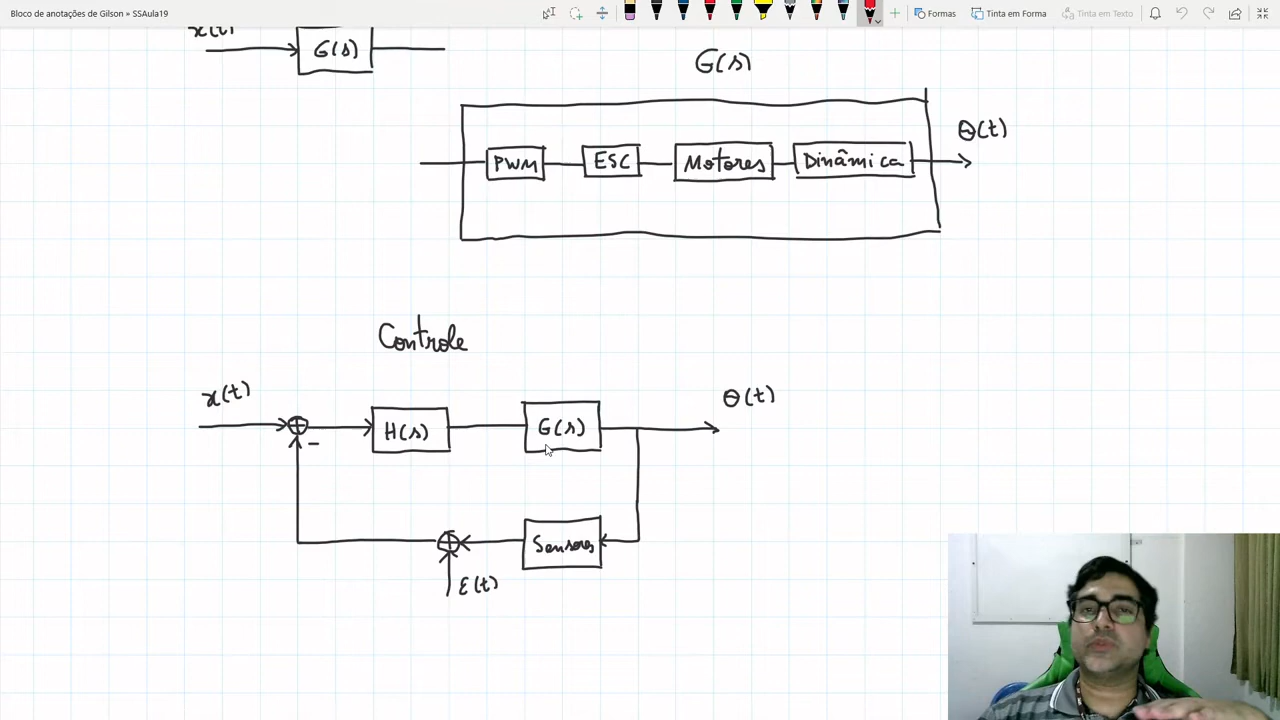 Bloco de anotações de Gilson » SSAula19
Formas
Tinta em Forma
Tinta em Texto
x(t)
G(s)
G(s)
θ(t)
PWM
ESC
Motores
Dinâmica
Controle
x(t)
θ(t)
H(s)
G(s)
-
Sensores
ε(t)